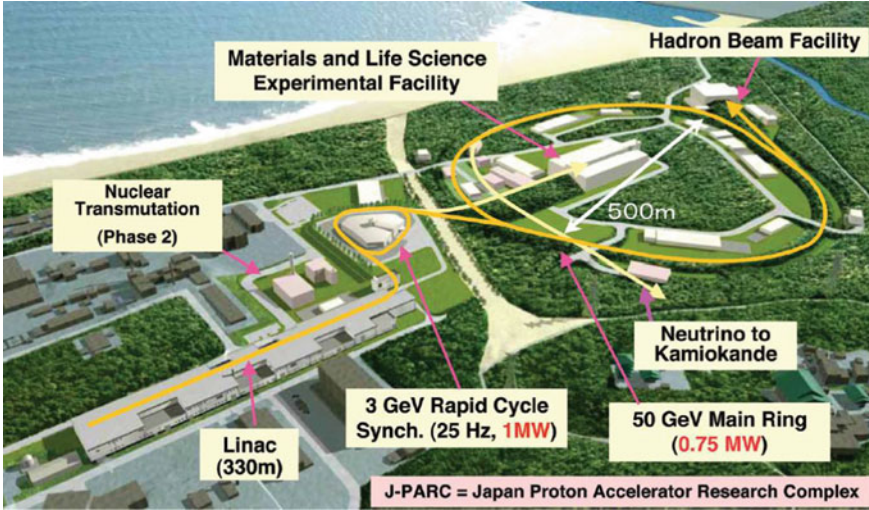 Hadron Beam Facility
Materials and Life Science
Experimental Facility
Nuclear
Transmutation
(Phase 2)
500m
Neutrino to
Kamiokande
3 GeV Rapid Cycle
Synch. (25 Hz, 1MW)
50 GeV Main Ring
(0.75 MW)
Linac
(330m)
J-PARC = Japan Proton Accelerator Research Complex